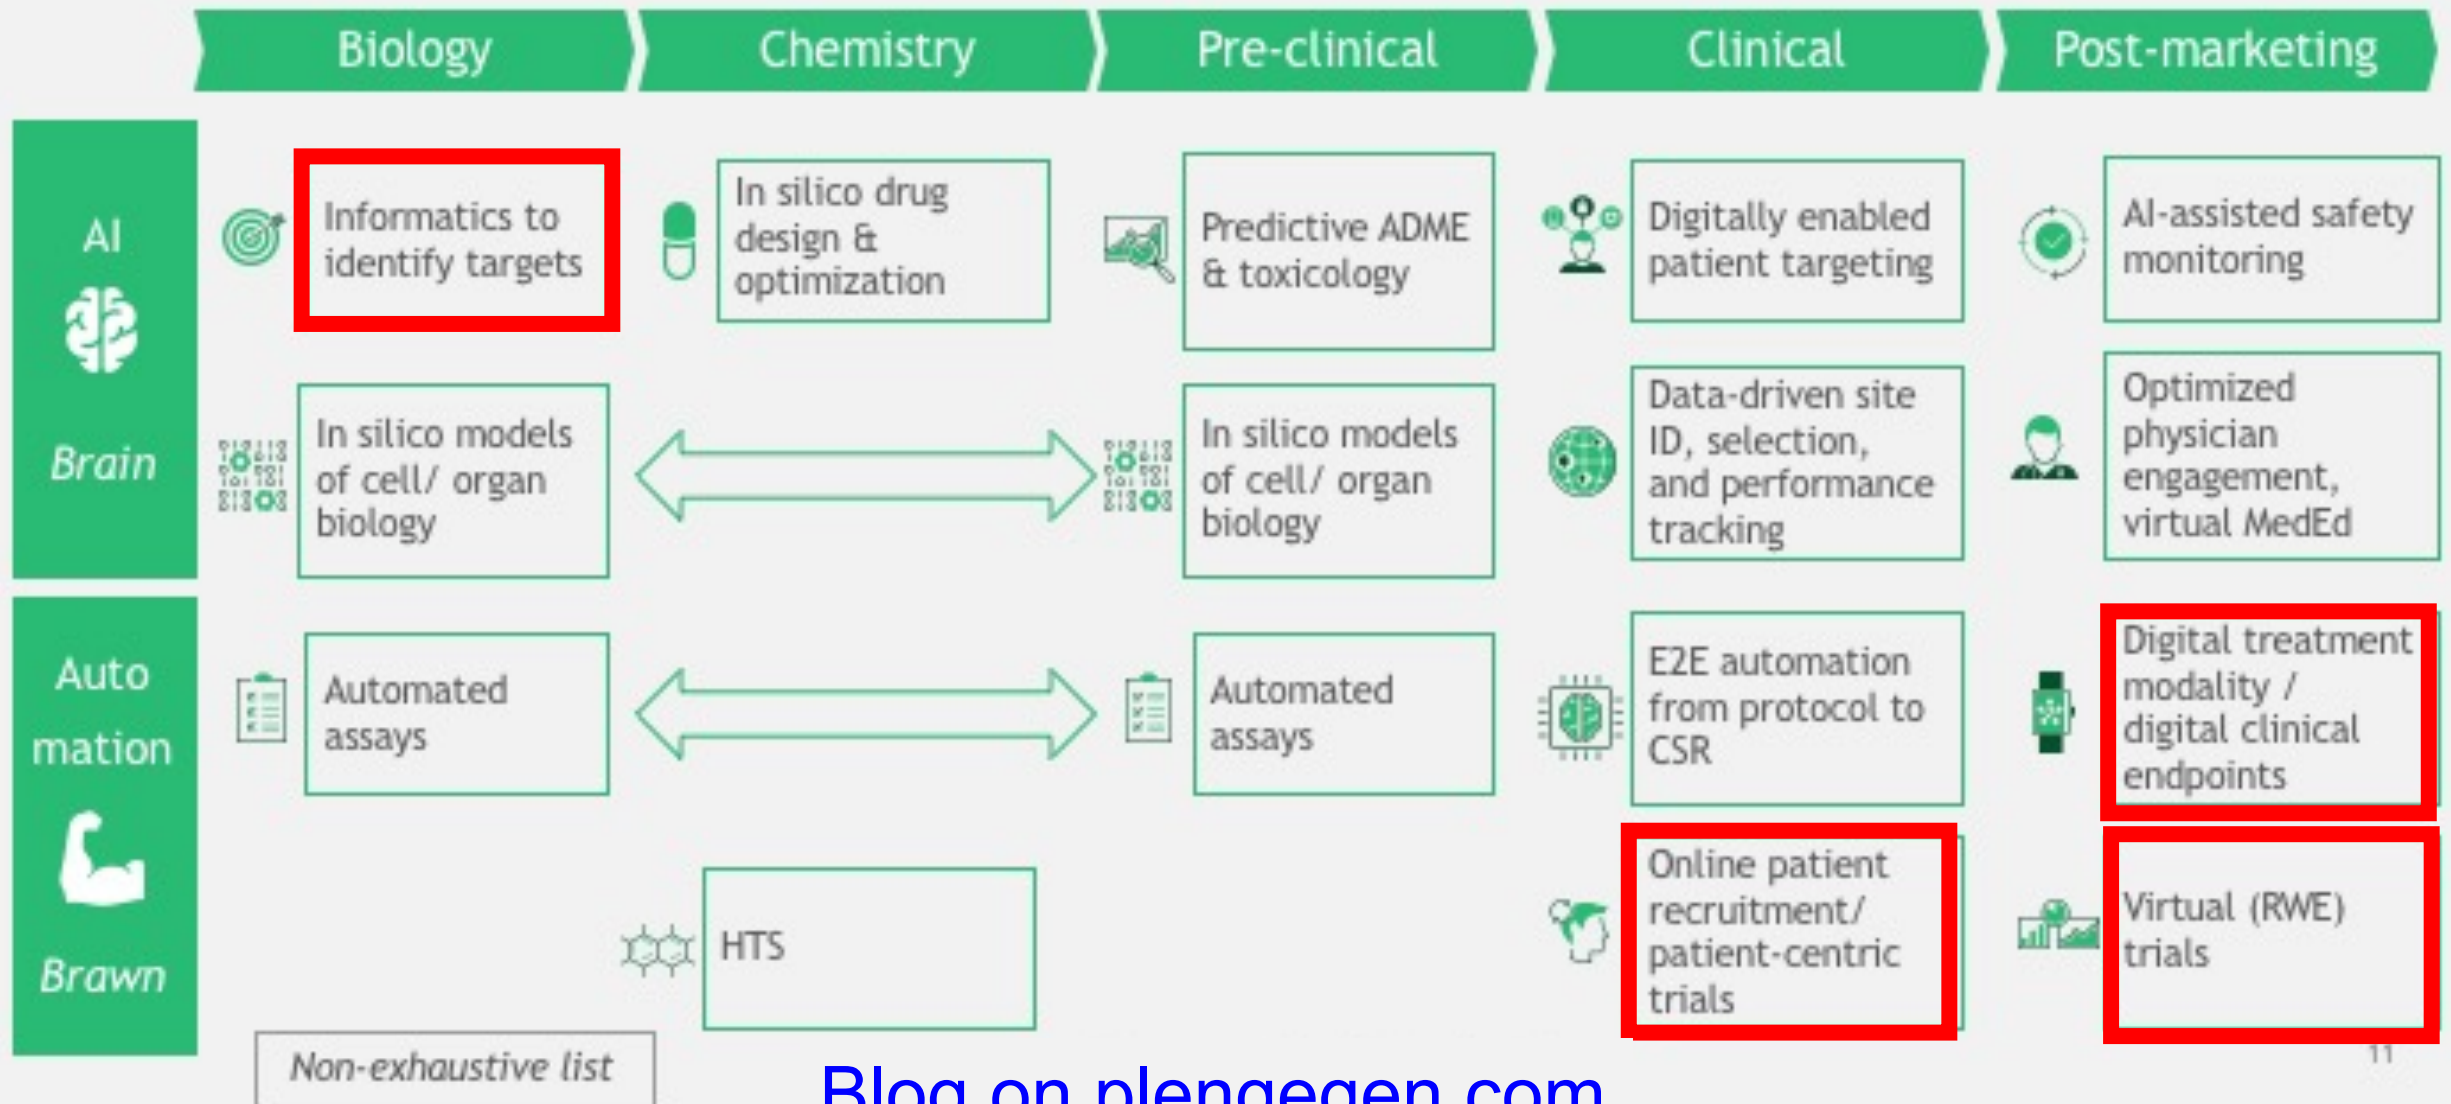 Biology
Chemistry
Pre-clinical
Clinical
Post-marketing
AI
Brain
Informatics to
identify targets
In silico drug
design &
optimization
Predictive ADME
& toxicology
Digitally enabled
patient targeting
AI-assisted safety
monitoring
In silico models
of cell/ organ
biology
In silico models
of cell/ organ
biology
Data-driven site
ID, selection,
and performance
tracking
Optimized
physician
engagement,
virtual MedEd
Auto
mation
Brawn
Automated
assays
Automated
assays
E2E automation
from protocol to
CSR
Digital treatment
modality /
digital clinical
endpoints
HTS
Online patient
recruitment/
patient-centric
trials
Virtual (RWE)
trials
Non-exhaustive list
11
Blog on plengegen.com